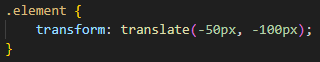 .element {
    transform: translate(-50px, -100px);
}